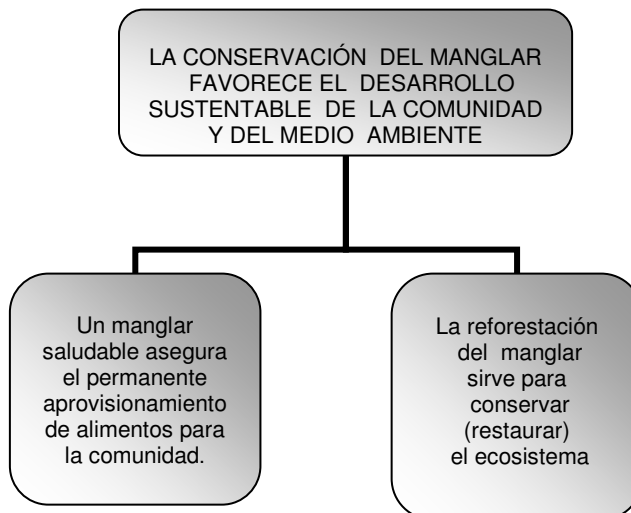 LA CONSERVACIÓN DEL MANGLAR
FAVORECE EL DESARROLLO
SUSTENTABLE DE LA COMUNIDAD
Y DEL MEDIO AMBIENTE
Un manglar
saludable asegura
el permanente
aprovisionamiento
de alimentos para
la comunidad.
La reforestación
del manglar
sirve para
conservar
(restaurar)
el ecosistema